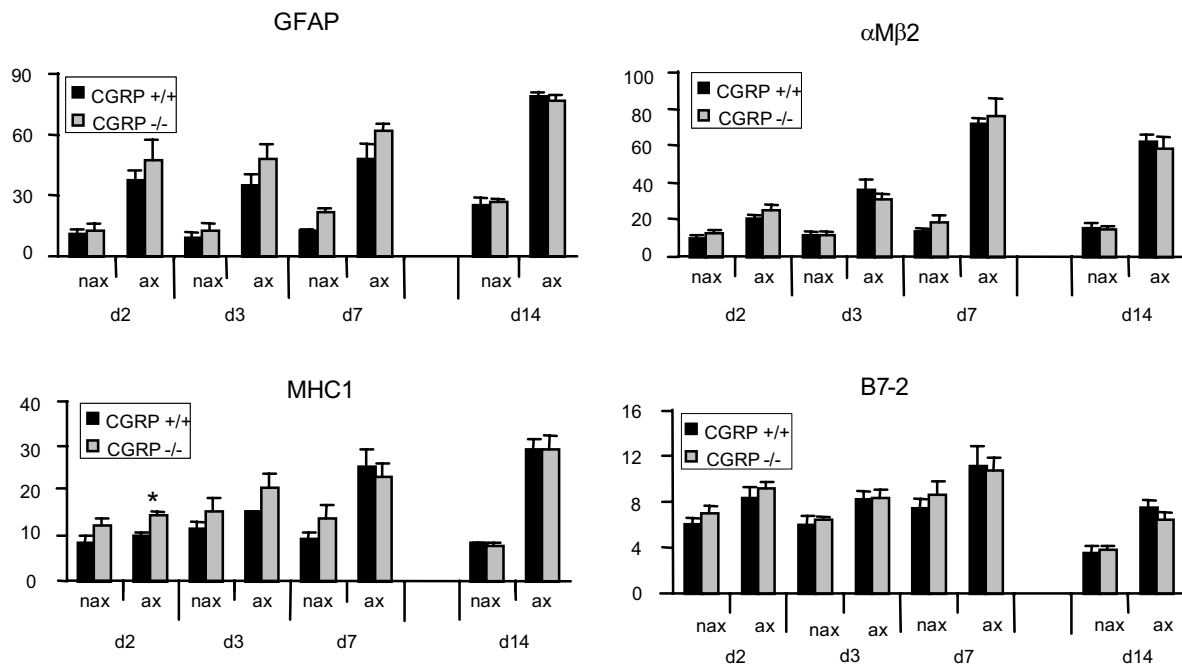 GFAP
90
60
30
0
CGRP +/+
CGRP -/-
nax ax nax ax nax ax nax ax
d2 d3 d7 d14
αMβ2
100
80
60
40
20
0
CGRP +/+
CGRP -/-
nax ax nax ax nax ax nax ax
d2 d3 d7 d14
MHC1
40
30
20
10
0
CGRP +/+
CGRP -/-
*
nax ax nax ax nax ax nax ax
d2 d3 d7 d14
B7-2
16
12
8
4
0
CGRP +/+
CGRP -/-
nax ax nax ax nax ax nax ax
d2 d3 d7 d14